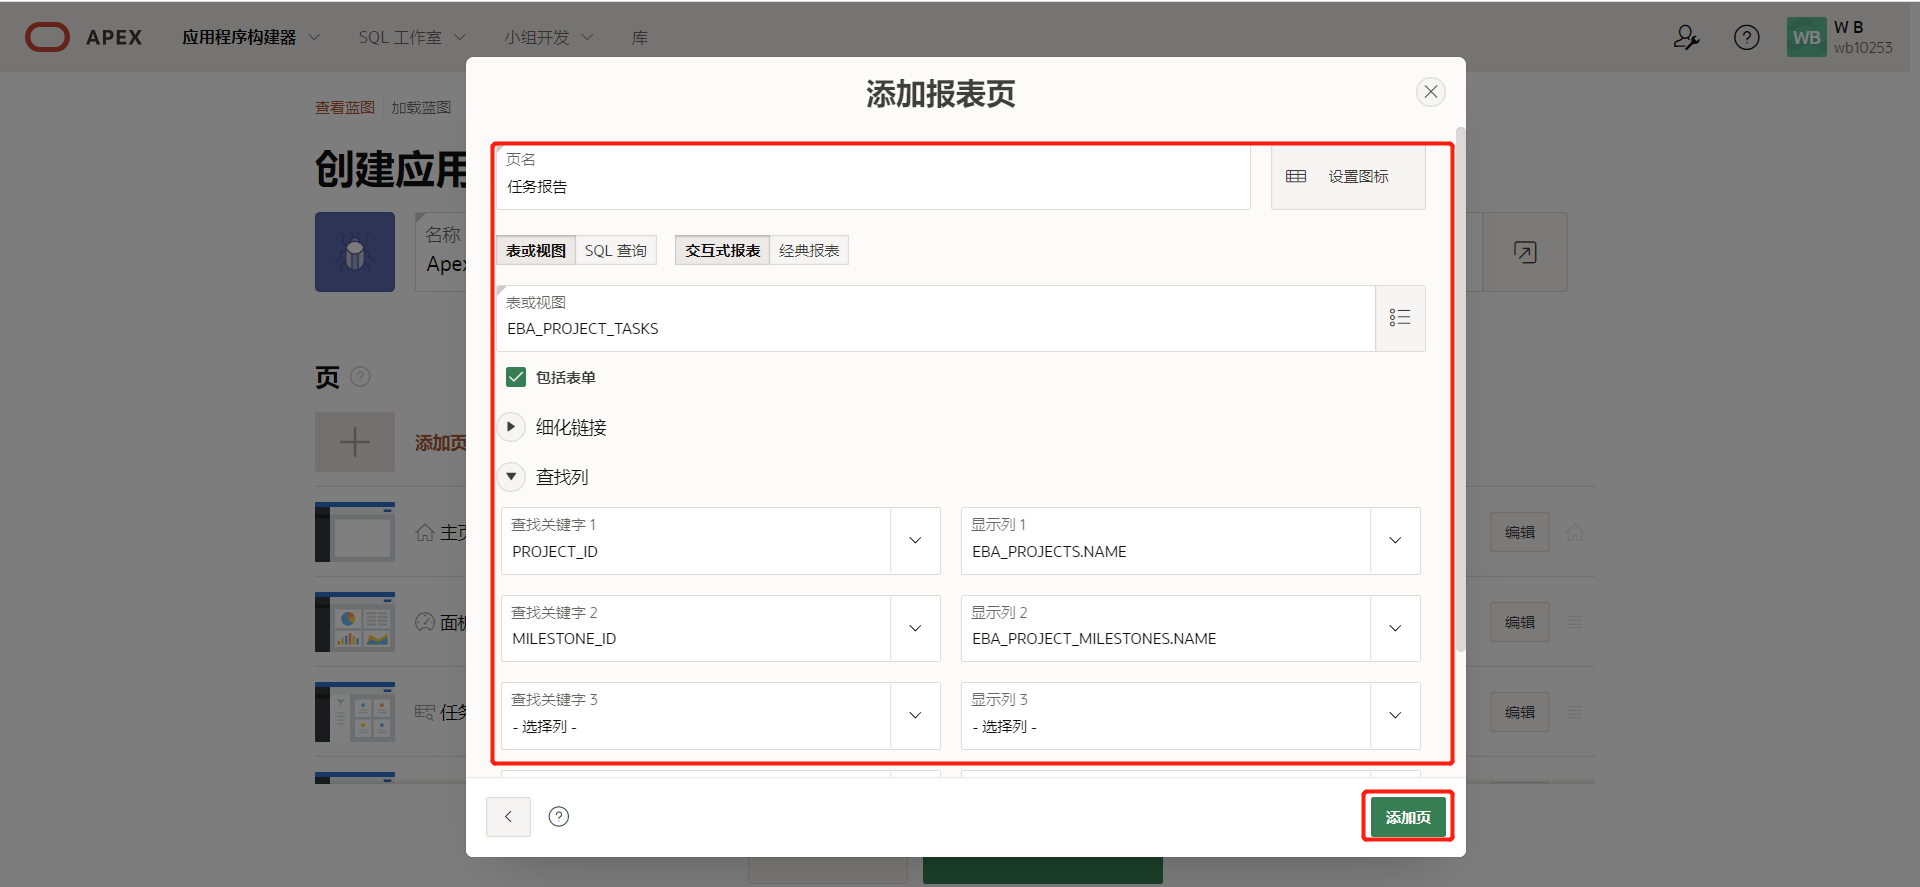 APEX
应用程序构建器
SQL 工作室
小组开发
库
WB
W B
wb10253
查看蓝图
加载蓝图
创建应用
名称
Apex
页
添加页
主页
面板
任务
编辑
编辑
编辑
添加报表页
页名
任务报告
设置图标
表或视图
SQL 查询
交互式报表
经典报表
表或视图
EBA_PROJECT_TASKS
包括表单
细化链接
查找列
查找关键字 1
PROJECT_ID
显示列 1
EBA_PROJECTS.NAME
查找关键字 2
MILESTONE_ID
显示列 2
EBA_PROJECT_MILESTONES.NAME
查找关键字 3
- 选择列 -
显示列 3
- 选择列 -
添加页